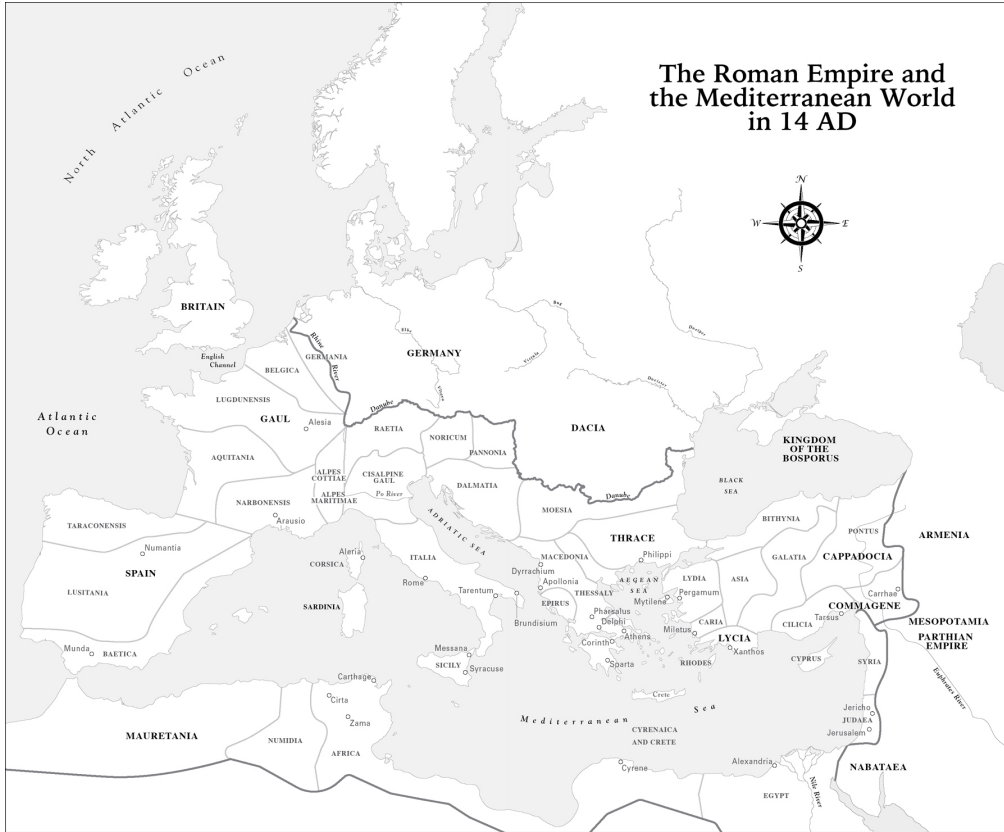 The Roman Empire and
the Mediterranean World
in 14 AD
North Atlantic Ocean
N
W
E
S
BRITAIN
English
Channel
Rhine
River
GERMANIA
BELGICA
GERMANY
Elbe
Bug
Vistula
Dnieper
Dniester
LUGDUNENSIS
GAUL
Alesia
Atlantic
Ocean
Danube
RAETIA
NORICUM
PANNONIA
DACIA
KINGDOM
OF THE
BOSPORUS
AQUITANIA
ALPES
COTTIAE
CISALPINE
GAUL
ALPES
MARITIMAE
Po River
DALMATIA
Danube
BLACK
SEA
NARBONENSIS
Arausio
ADRIATIC SEA
MOESIA
TARACONENSIS
BITHYNIA
PONTUS
ARMENIA
Numantia
Aleria
CORSICA
ITALIA
THRACE
Philippi
MACEDONIA
GALATIA
CAPPADOCIA
SPAIN
Dyrrachium
Rome
Apollonia
AEGEAN
SEA
LYDIA
ASIA
LUSITANIA
Tarentum
THESSALY
Pergamum
Carrhae
SARDINIA
EPIRUS
Mytilene
COMMAGENE
Brundisium
Pharsalus
Delphi
CARIA
CILICIA
Tarsus
MESOPOTAMIA
Munda
BAETICA
Athens
Miletus
LYCIA
PARTHIAN
EMPIRE
Messana
Corinth
Xanthos
SICILY
Syracuse
Sparta
RHODES
CYPRUS
SYRIA
Carthage
Crete
Euphrates River
Cirta
Zama
Mediterranean Sea
Jericho
JUDAEA
Jerusalem
MAURETANIA
NUMIDIA
AFRICA
CYRENAICA
AND CRETE
Cyrene
Alexandria
NABATAEA
EGYPT
Nile River